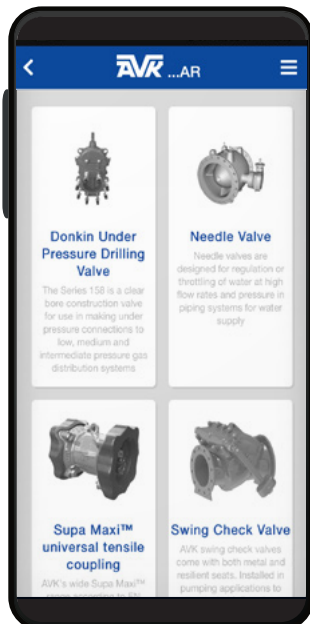 AVK ...AR
Donkin Under
Pressure Drilling
Valve
The Series 158 is a clear
bore construction valve
for use in making under
pressure connections to
low, medium and
intermediate pressure gas
distribution systems
Needle Valve
Needle valves are
designed for regulation or
throttling of water at high
flow rates and pressure in
piping systems for water
supply
Supa Maxi™
universal tensile
coupling
AVK's wide Supa Maxi™
range according to EN
Swing Check Valve
AVK swing check valves
come with both metal and
resilient seats. Installed in
pumping applications to